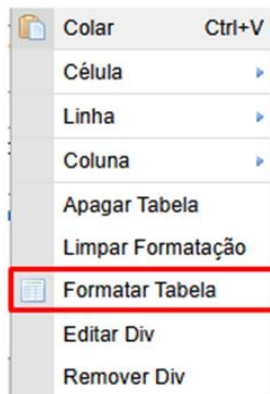 Colar Ctrl+V
Célula
Linha
Coluna
Apagar Tabela
Limpar Formatação
Formatar Tabela
Editar Div
Remover Div